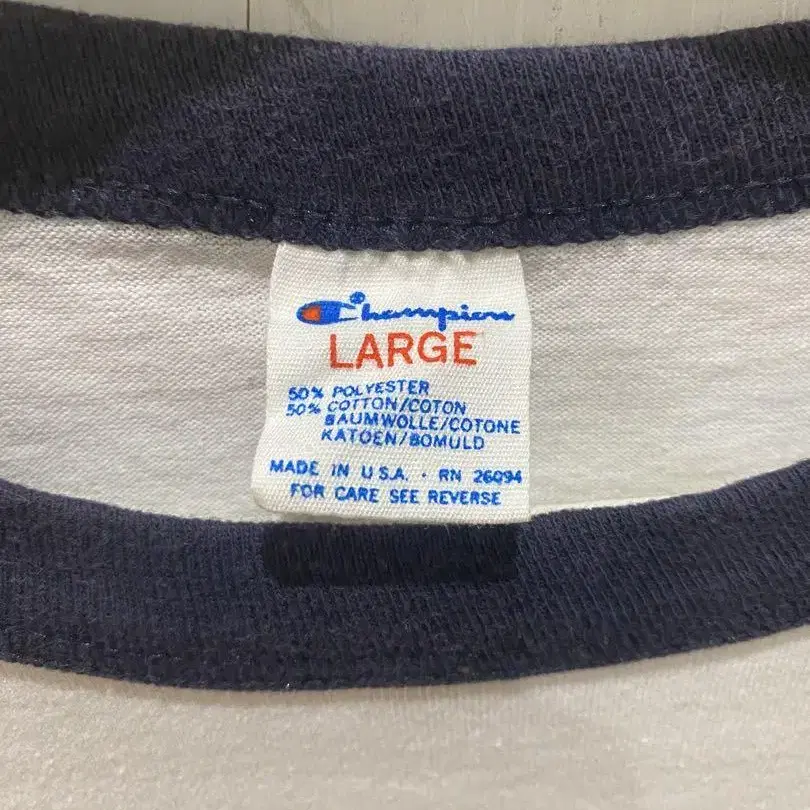 Champion®
LARGE
50% POLYESTER
50% COTTON/COTON
BAUMWOLLE/COTONE
KATOEN/BOMULD
MADE IN U.S.A. · RN 26094
FOR CARE SEE REVERSE